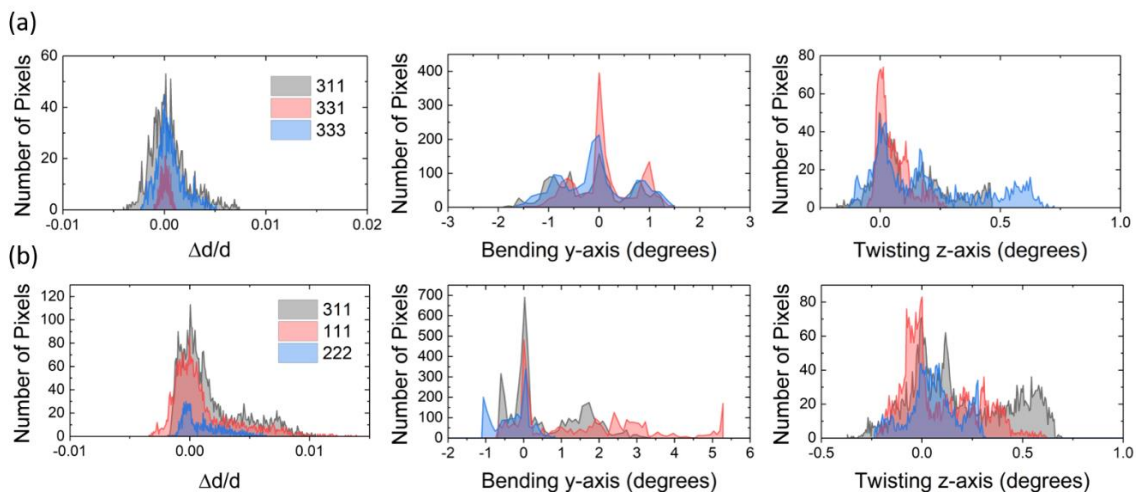 (a)
Number of Pixels
60
40
20
0
-0.01 0.00 0.01 0.02
Δd/d
311
331
333
Number of Pixels
400
300
200
100
0
-3 -2 -1 0 1 2 3
Bending y-axis (degrees)
Number of Pixels
80
60
40
20
0
0.0 0.5 1.0
Twisting z-axis (degrees)
(b)
Number of Pixels
120
100
80
60
40
20
0
-0.01 0.00 0.01
Δd/d
311
111
222
Number of Pixels
700
600
500
400
300
200
100
0
-2 -1 0 1 2 3 4 5 6
Bending y-axis (degrees)
Number of Pixels
80
60
40
20
0
-0.5 0.0 0.5 1.0
Twisting z-axis (degrees)